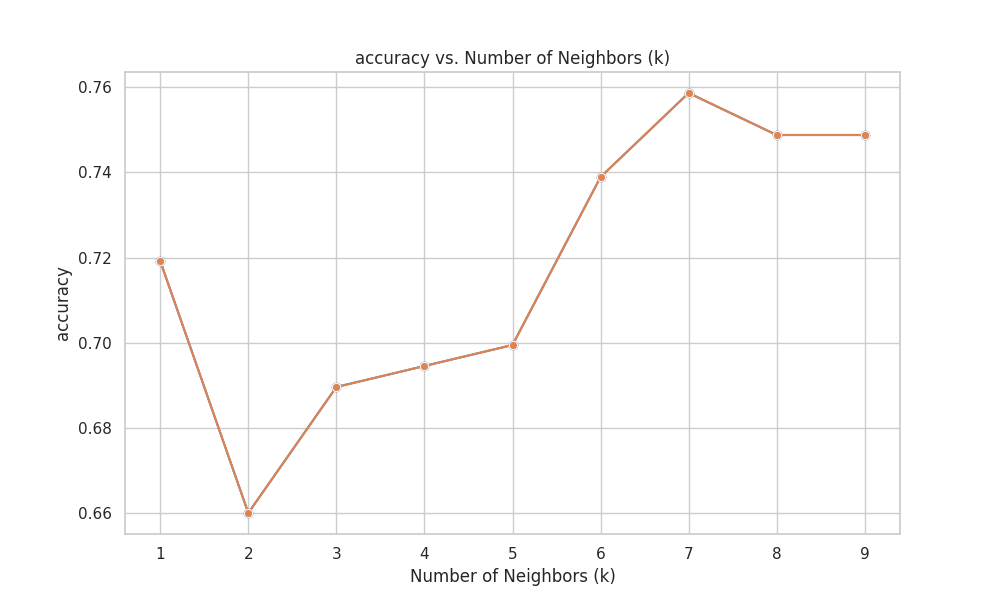 accuracy vs. Number of Neighbors (k)
0.76
0.74
0.72
0.70
0.68
0.66
accuracy
1 2 3 4 5 6 7 8 9
Number of Neighbors (k)